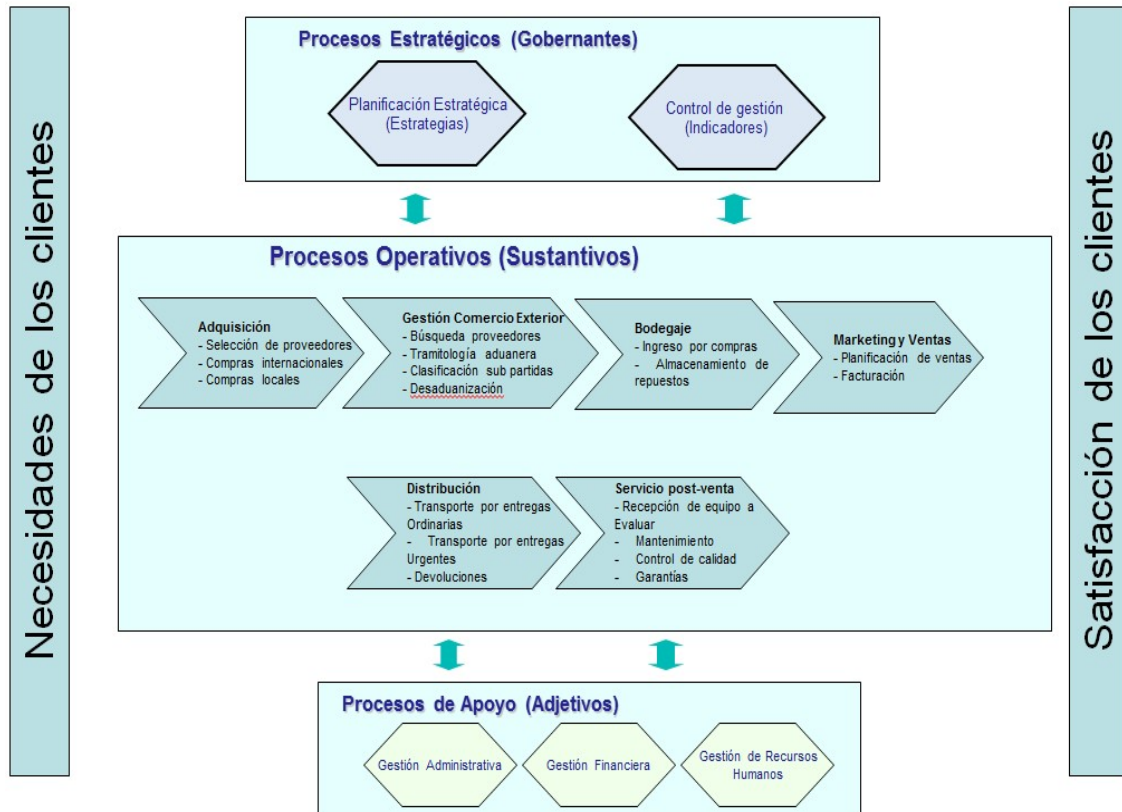 Necesidades de los clientes
Procesos Estratégicos (Gobernantes)
Planificación Estratégica
(Estrategias)
Control de gestión
(Indicadores)
Procesos Operativos (Sustantivos)
Adquisición
- Selección de proveedores
- Compras internacionales
- Compras locales
Gestión Comercio Exterior
- Búsqueda proveedores
- Tramitología aduanera
- Clasificación sub partidas
- Desaduanización
Bodegaje
- Ingreso por compras
- Almacenamiento de
repuestos
Marketing y Ventas
- Planificación de ventas
- Facturación
Distribución
- Transporte por entregas
Ordinarias
- Transporte por entregas
Urgentes
- Devoluciones
Servicio post-venta
- Recepción de equipo a
Evaluar
- Mantenimiento
- Control de calidad
- Garantías
Procesos de Apoyo (Adjetivos)
Gestión Administrativa
Gestión Financiera
Gestión de Recursos
Humanos
Satisfacción de los clientes